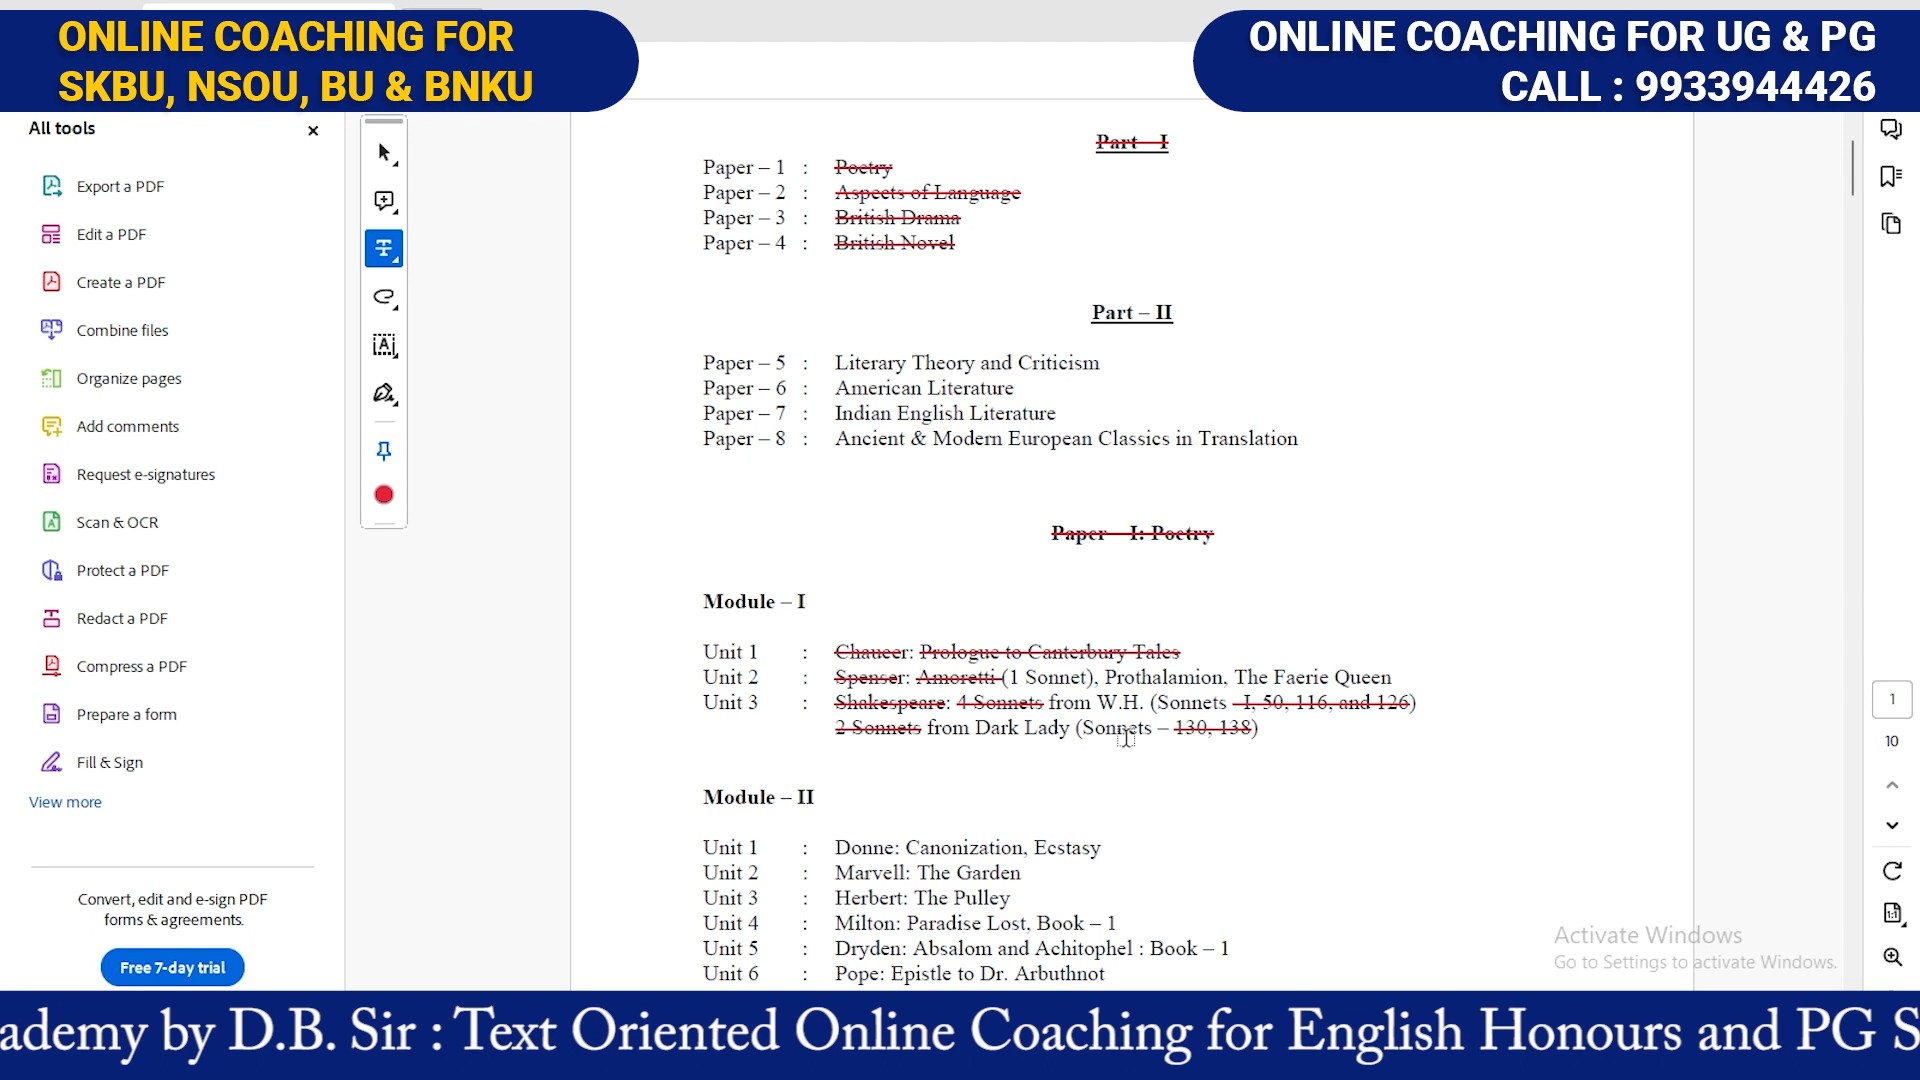 ONLINE COACHING FOR
SKBU, NSOU, BU & BNKU
ONLINE COACHING FOR UG & PG
CALL : 9933944426
All tools
Export a PDF
Edit a PDF
Create a PDF
Combine files
Organize pages
Add comments
Request e-signatures
Scan & OCR
Protect a PDF
Redact a PDF
Compress a PDF
Prepare a form
Fill & Sign
View more
Convert, edit and e-sign PDF
forms & agreements.
Free 7-day trial
Part – I
Paper – 1 : Poetry
Paper – 2 : Aspects of Language
Paper – 3 : British Drama
Paper – 4 : British Novel
Part – II
Paper – 5 : Literary Theory and Criticism
Paper – 6 : American Literature
Paper – 7 : Indian English Literature
Paper – 8 : Ancient & Modern European Classics in Translation
Paper – I: Poetry
Module – I
Unit 1 : Chaucer: Prologue to Canterbury Tales
Unit 2 : Spenser: Amoretti (1 Sonnet), Prothalamion, The Faerie Queen
Unit 3 : Shakespeare: 4 Sonnets from W.H. (Sonnets – I, 50, 116, and 126)
2 Sonnets from Dark Lady (Sonnets – 130, 138)
Module – II
Unit 1 : Donne: Canonization, Ecstasy
Unit 2 : Marvell: The Garden
Unit 3 : Herbert: The Pulley
Unit 4 : Milton: Paradise Lost, Book – 1
Unit 5 : Dryden: Absalom and Achitophel : Book – 1
Unit 6 : Pope: Epistle to Dr. Arbuthnot
1
10
Activate Windows
Go to Settings to activate Windows.
ademy by D.B. Sir : Text Oriented Online Coaching for English Honours and PG S